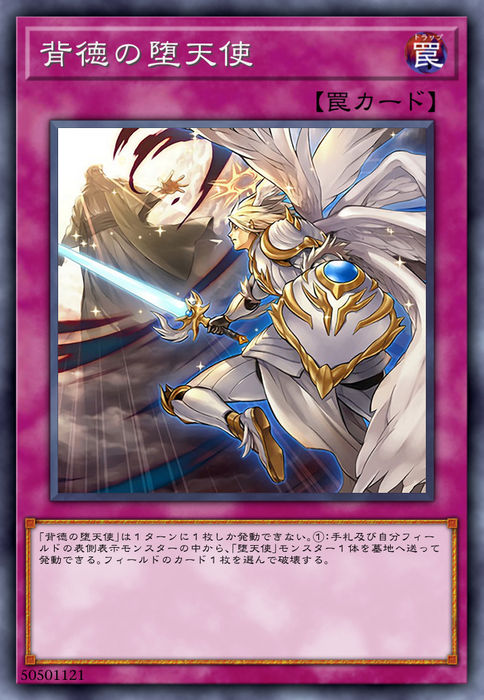 背徳の堕天使
トラップ
罠
【罠カード】
「背徳の堕天使」は1ターンに1枚しか発動できない。①:手札及び自分フィー
ルドの表側表示モンスターの中から、「堕天使」モンスター1体を墓地へ送って
発動できる。フィールドのカード1枚を選んで破壊する。
50501121